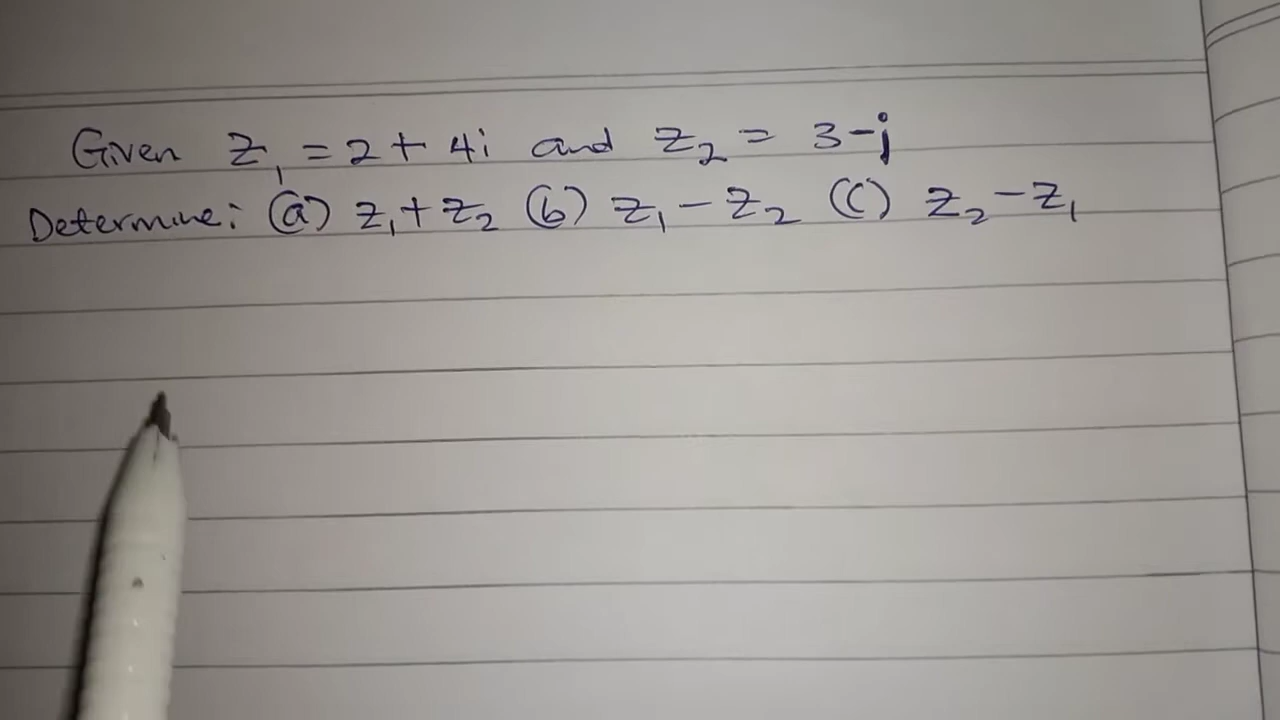 Given z₁ = 2 + 4i and z₂ = 3 - j
Determine: (a) z₁ + z₂ (b) z₁ - z₂ (c) z₂ - z₁